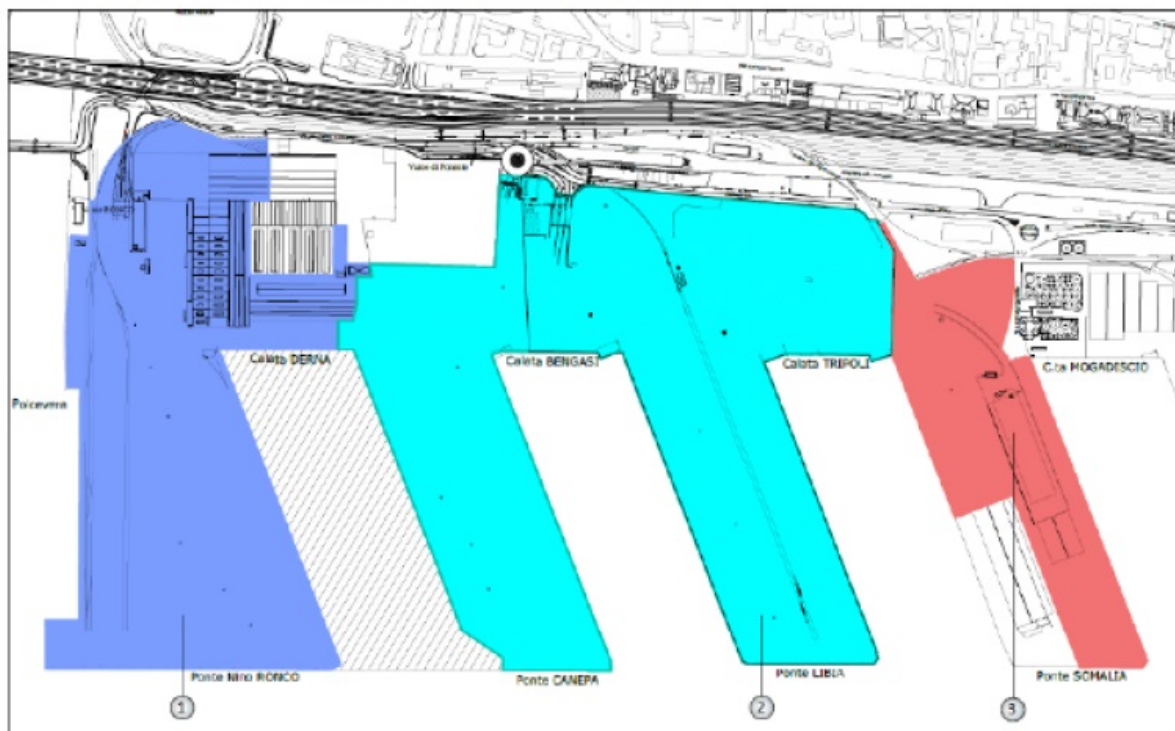 Calata DERNA
Calata BENGASI
Calata TRIPOLI
C.ta MOGADISCIO
Polcevera
Ponte Nino RONCO
Ponte CANEPA
Ponte LIBIA
Ponte SOMALIA
1
2
3